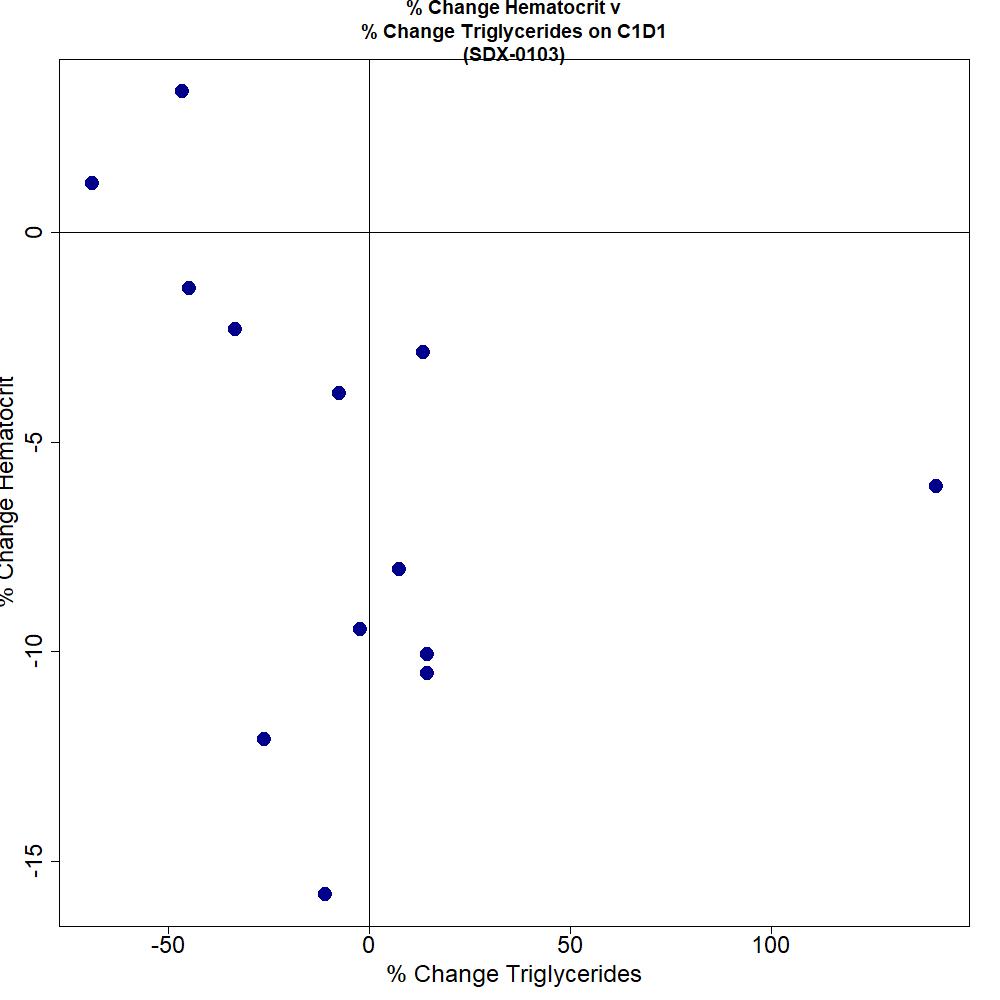 % Change Hematocrit v
% Change Triglycerides on C1D1
(SDX-0103)
% Change Hematocrit
0
-5
-10
-15
-50
0
50
100
% Change Triglycerides